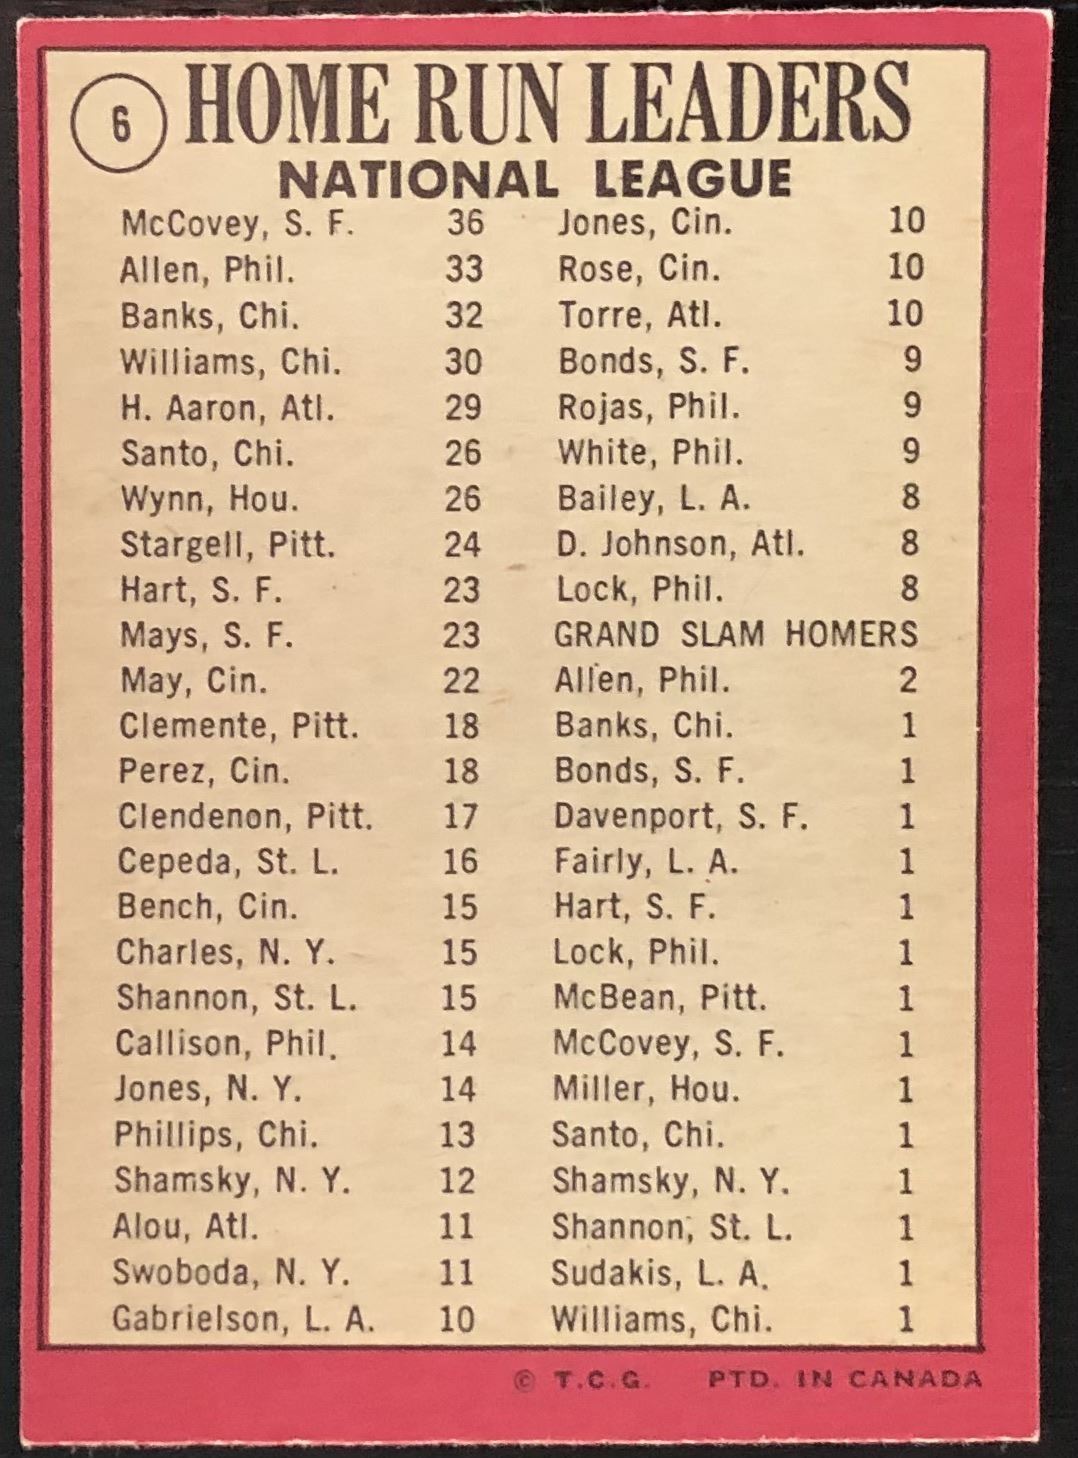 6
HOME RUN LEADERS
NATIONAL LEAGUE
McCovey, S. F. 36
Allen, Phil. 33
Banks, Chi. 32
Williams, Chi. 30
H. Aaron, Atl. 29
Santo, Chi. 26
Wynn, Hou. 26
Stargell, Pitt. 24
Hart, S. F. 23
Mays, S. F. 23
May, Cin. 22
Clemente, Pitt. 18
Perez, Cin. 18
Clendenon, Pitt. 17
Cepeda, St. L. 16
Bench, Cin. 15
Charles, N. Y. 15
Shannon, St. L. 15
Callison, Phil. 14
Jones, N. Y. 14
Phillips, Chi. 13
Shamsky, N. Y. 12
Alou, Atl. 11
Swoboda, N. Y. 11
Gabrielson, L. A. 10
Jones, Cin. 10
Rose, Cin. 10
Torre, Atl. 10
Bonds, S. F. 9
Rojas, Phil. 9
White, Phil. 9
Bailey, L. A. 8
D. Johnson, Atl. 8
Lock, Phil. 8
GRAND SLAM HOMERS
Allen, Phil. 2
Banks, Chi. 1
Bonds, S. F. 1
Davenport, S. F. 1
Fairly, L. A. 1
Hart, S. F. 1
Lock, Phil. 1
McBean, Pitt. 1
McCovey, S. F. 1
Miller, Hou. 1
Santo, Chi. 1
Shamsky, N. Y. 1
Shannon, St. L. 1
Sudakis, L. A. 1
Williams, Chi. 1
© T.C.G. PTD. IN CANADA